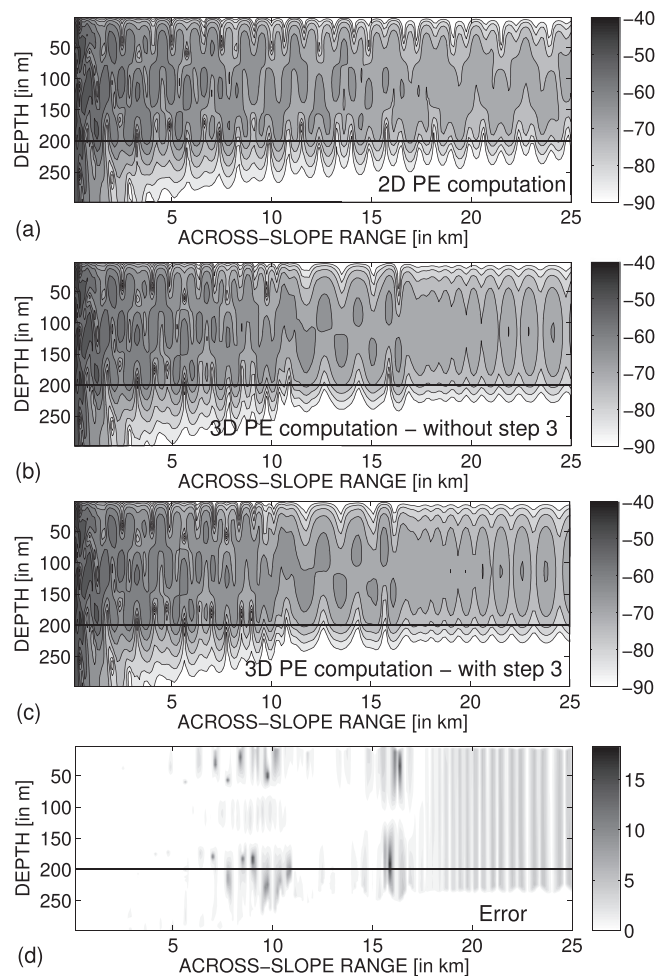 50
100
150
200
250
DEPTH [in m]
2D PE computation
5 10 15 20 25
ACROSS−SLOPE RANGE [in km]
(a)
−40
−50
−60
−70
−80
−90
50
100
150
200
250
DEPTH [in m]
3D PE computation − without step 3
5 10 15 20 25
ACROSS−SLOPE RANGE [in km]
(b)
−40
−50
−60
−70
−80
−90
50
100
150
200
250
DEPTH [in m]
3D PE computation − with step 3
5 10 15 20 25
ACROSS−SLOPE RANGE [in km]
(c)
−40
−50
−60
−70
−80
−90
50
100
150
200
250
DEPTH [in m]
Error
5 10 15 20 25
ACROSS−SLOPE RANGE [in km]
(d)
15
10
5
0